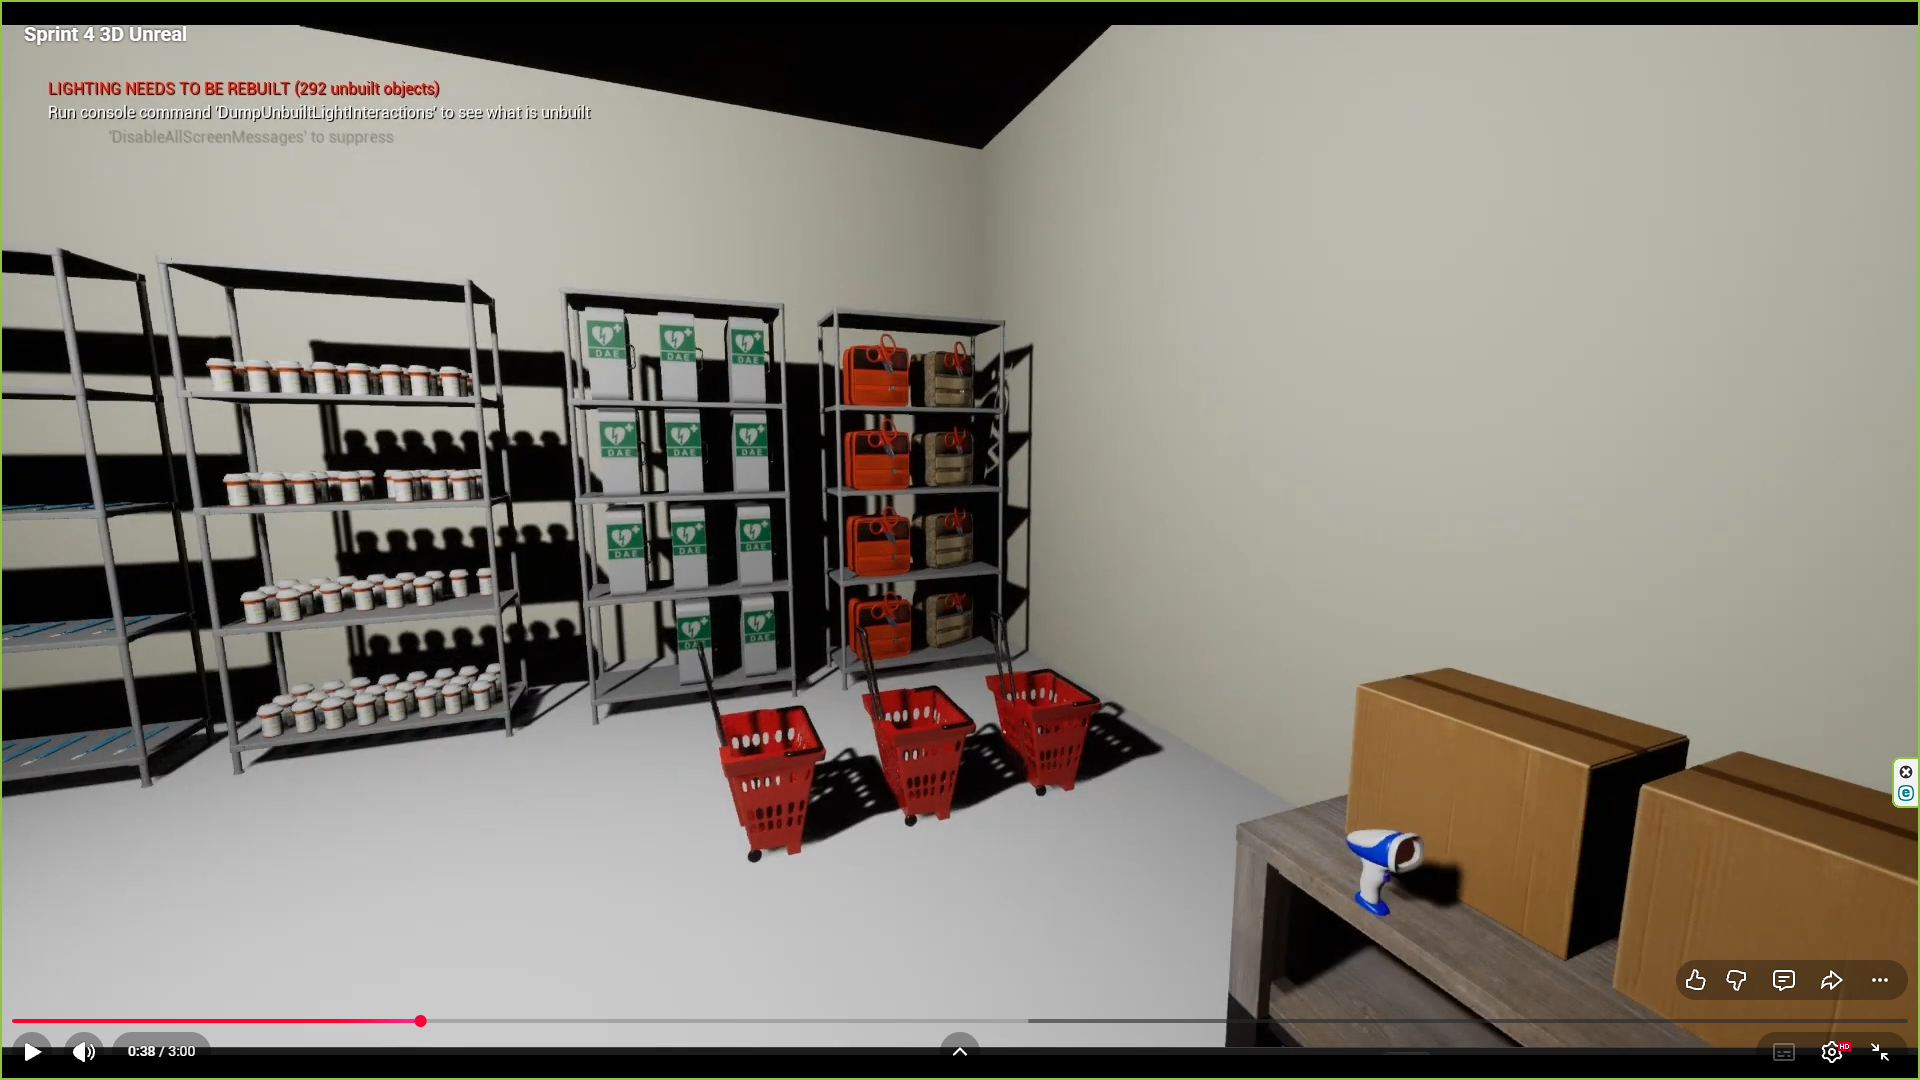 Sprint 4 3D Unreal
LIGHTING NEEDS TO BE REBUILT (292 unbuilt objects)
Run console command 'DumpUnbuiltLightInteractions' to see what is unbuilt
'DisableAllScreenMessages' to suppress
DAE DAE DAE
DAE DAE DAE
DAE DAE DAE
DAE DAE
0:38 / 3:00
HD